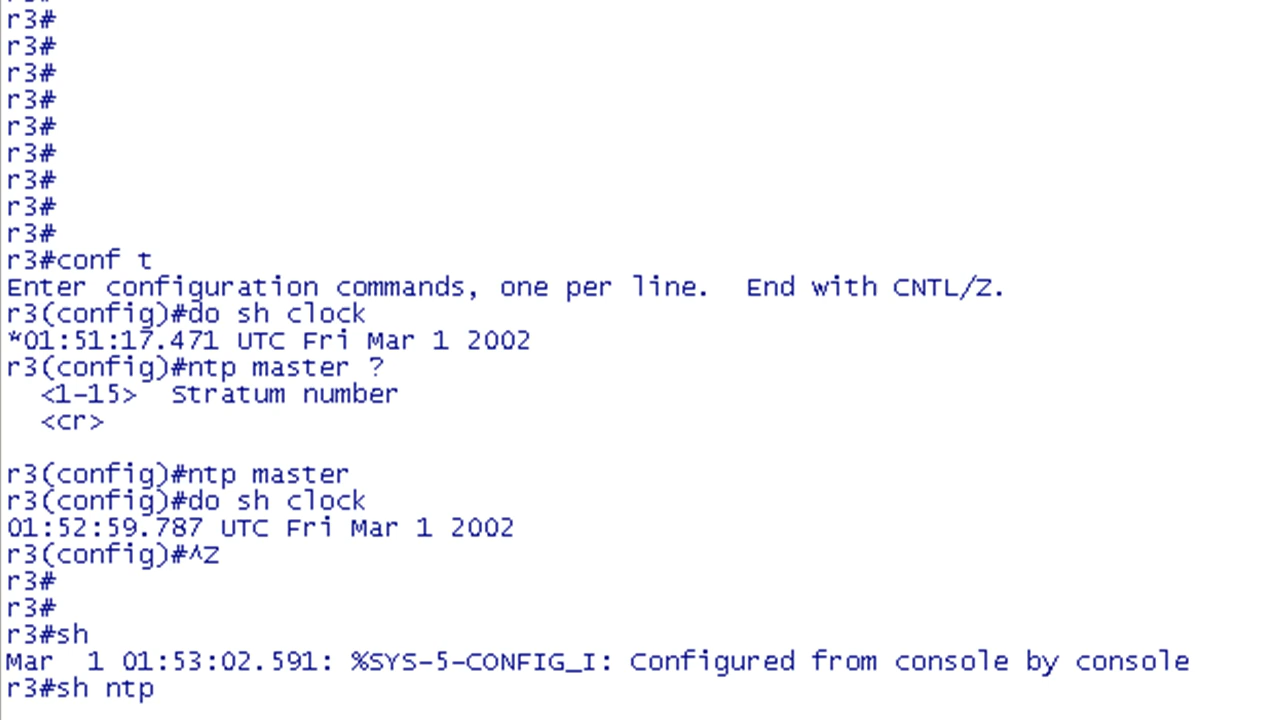 r3#
r3#
r3#
r3#
r3#
r3#
r3#
r3#
r3#
r3#conf t
Enter configuration commands, one per line.  End with CNTL/Z.
r3(config)#do sh clock
*01:51:17.471 UTC Fri Mar 1 2002
r3(config)#ntp master ?
  <1-15>  Stratum number
  <cr>

r3(config)#ntp master
r3(config)#do sh clock
01:52:59.787 UTC Fri Mar 1 2002
r3(config)#^Z
r3#
r3#
r3#sh
Mar  1 01:53:02.591: %SYS-5-CONFIG_I: Configured from console by console
r3#sh ntp